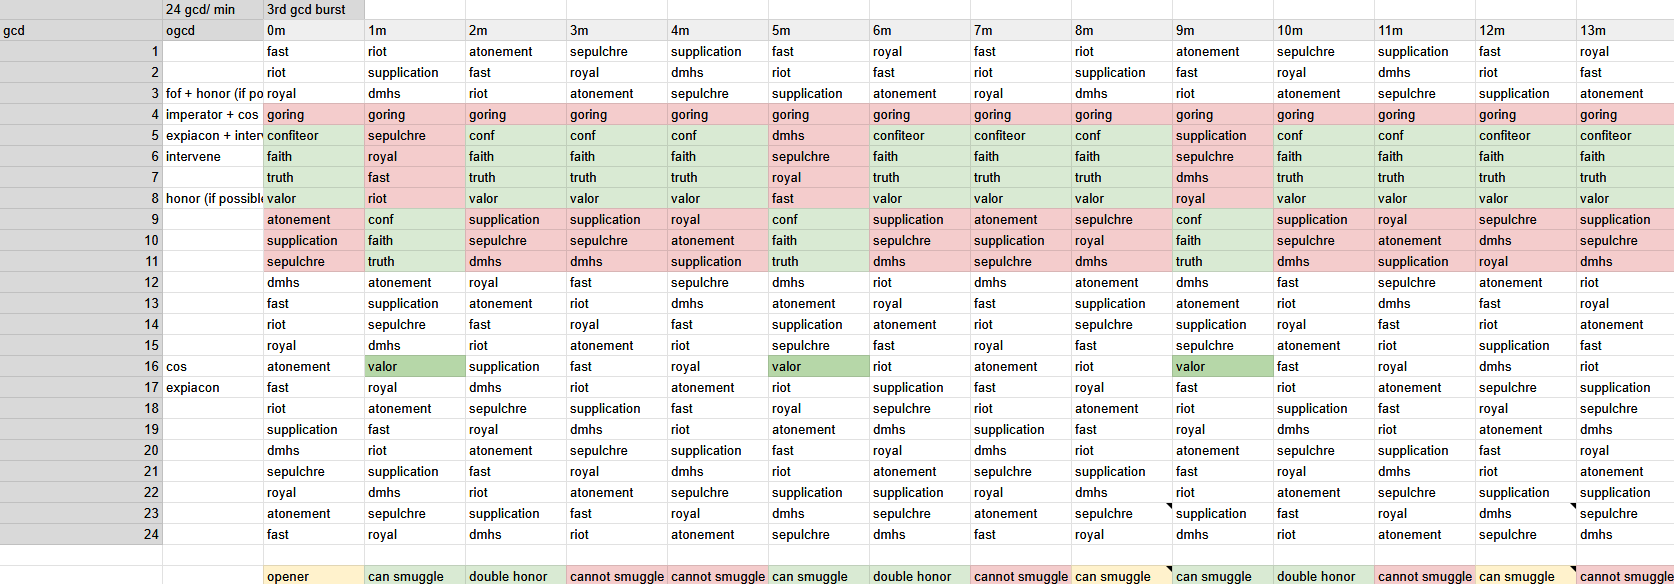 24 gcd/ min 3rd gcd burst
gcd ogcd 0m 1m 2m 3m 4m 5m 6m 7m 8m 9m 10m 11m 12m 13m
1 fast riot atonement sepulchre supplication fast royal fast riot atonement sepulchre supplication fast royal
2 riot supplication fast royal dmhs riot fast riot supplication fast royal dmhs riot fast
3 fof + honor (if po royal dmhs riot atonement sepulchre supplication atonement royal dmhs riot atonement sepulchre supplication atonement
4 imperator + cos goring goring goring goring goring goring goring goring goring goring goring goring goring goring
5 expiacon + inter confiteor sepulchre conf conf conf dmhs confiteor confiteor conf supplication conf conf confiteor confiteor
6 intervene faith royal faith faith faith sepulchre faith faith faith sepulchre faith faith faith faith
7 truth fast truth truth truth royal truth truth truth dmhs truth truth truth truth
8 honor (if possible valor riot valor valor valor fast valor valor valor royal valor valor valor valor
9 atonement conf supplication supplication royal conf supplication atonement sepulchre conf supplication royal sepulchre supplication
10 supplication faith sepulchre sepulchre atonement faith sepulchre supplication royal faith sepulchre atonement dmhs sepulchre
11 sepulchre truth dmhs dmhs supplication truth dmhs sepulchre dmhs truth dmhs supplication royal dmhs
12 dmhs atonement royal fast sepulchre dmhs riot dmhs atonement dmhs fast sepulchre atonement riot
13 fast supplication atonement riot dmhs atonement royal fast supplication atonement riot dmhs fast royal
14 riot sepulchre fast royal fast supplication atonement riot sepulchre supplication royal fast riot atonement
15 royal dmhs riot atonement riot sepulchre fast royal fast sepulchre atonement riot supplication fast
16 cos atonement valor supplication fast royal valor riot atonement riot valor fast royal dmhs riot
17 expiacon fast royal dmhs riot atonement riot supplication fast royal fast riot atonement sepulchre supplication
18 riot atonement sepulchre supplication fast royal sepulchre riot atonement riot supplication fast royal sepulchre
19 supplication fast royal dmhs riot atonement dmhs supplication fast royal dmhs riot atonement dmhs
20 dmhs riot atonement sepulchre supplication fast royal dmhs riot atonement sepulchre supplication fast royal
21 sepulchre supplication fast royal dmhs riot atonement sepulchre supplication fast royal dmhs riot atonement
22 royal dmhs riot atonement sepulchre supplication supplication royal dmhs riot atonement sepulchre supplication supplication
23 atonement sepulchre supplication fast royal dmhs sepulchre atonement sepulchre supplication fast royal dmhs sepulchre
24 fast royal dmhs riot atonement sepulchre dmhs fast royal dmhs riot atonement sepulchre dmhs
opener can smuggle double honor cannot smuggle cannot smuggle can smuggle double honor cannot smuggle can smuggle can smuggle double honor cannot smuggle can smuggle cannot smuggle